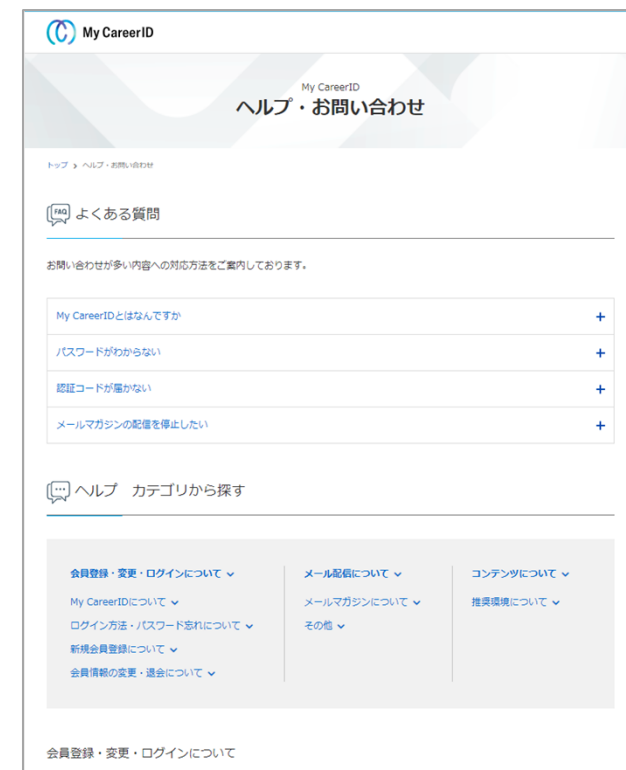 My CareerID
My CareerID
ヘルプ・お問い合わせ
トップ > ヘルプ・お問い合わせ
FAQ よくある質問
お問い合わせが多い内容への対応方法をご案内しております。
My CareerIDとはなんですか +
パスワードがわからない +
認証コードが届かない +
メールマガジンの配信を停止したい +
ヘルプ　カテゴリから探す
会員登録・変更・ログインについて
My CareerIDについて
ログイン方法・パスワード忘れについて
新規会員登録について
会員情報の変更・退会について
メール配信について
メールマガジンについて
その他
コンテンツについて
推奨環境について
会員登録・変更・ログインについて